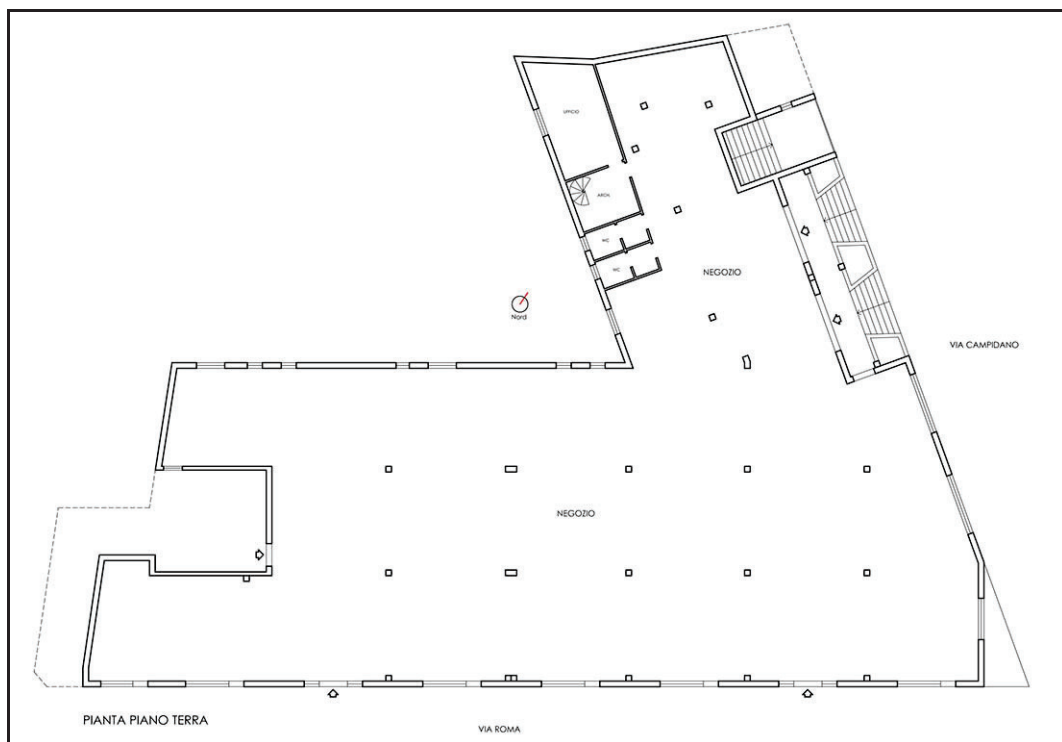 UFFICIO
ARCH.
WC
WC
NEGOZIO
Nord
VIA CAMPIDANO
NEGOZIO
PIANTA PIANO TERRA
VIA ROMA